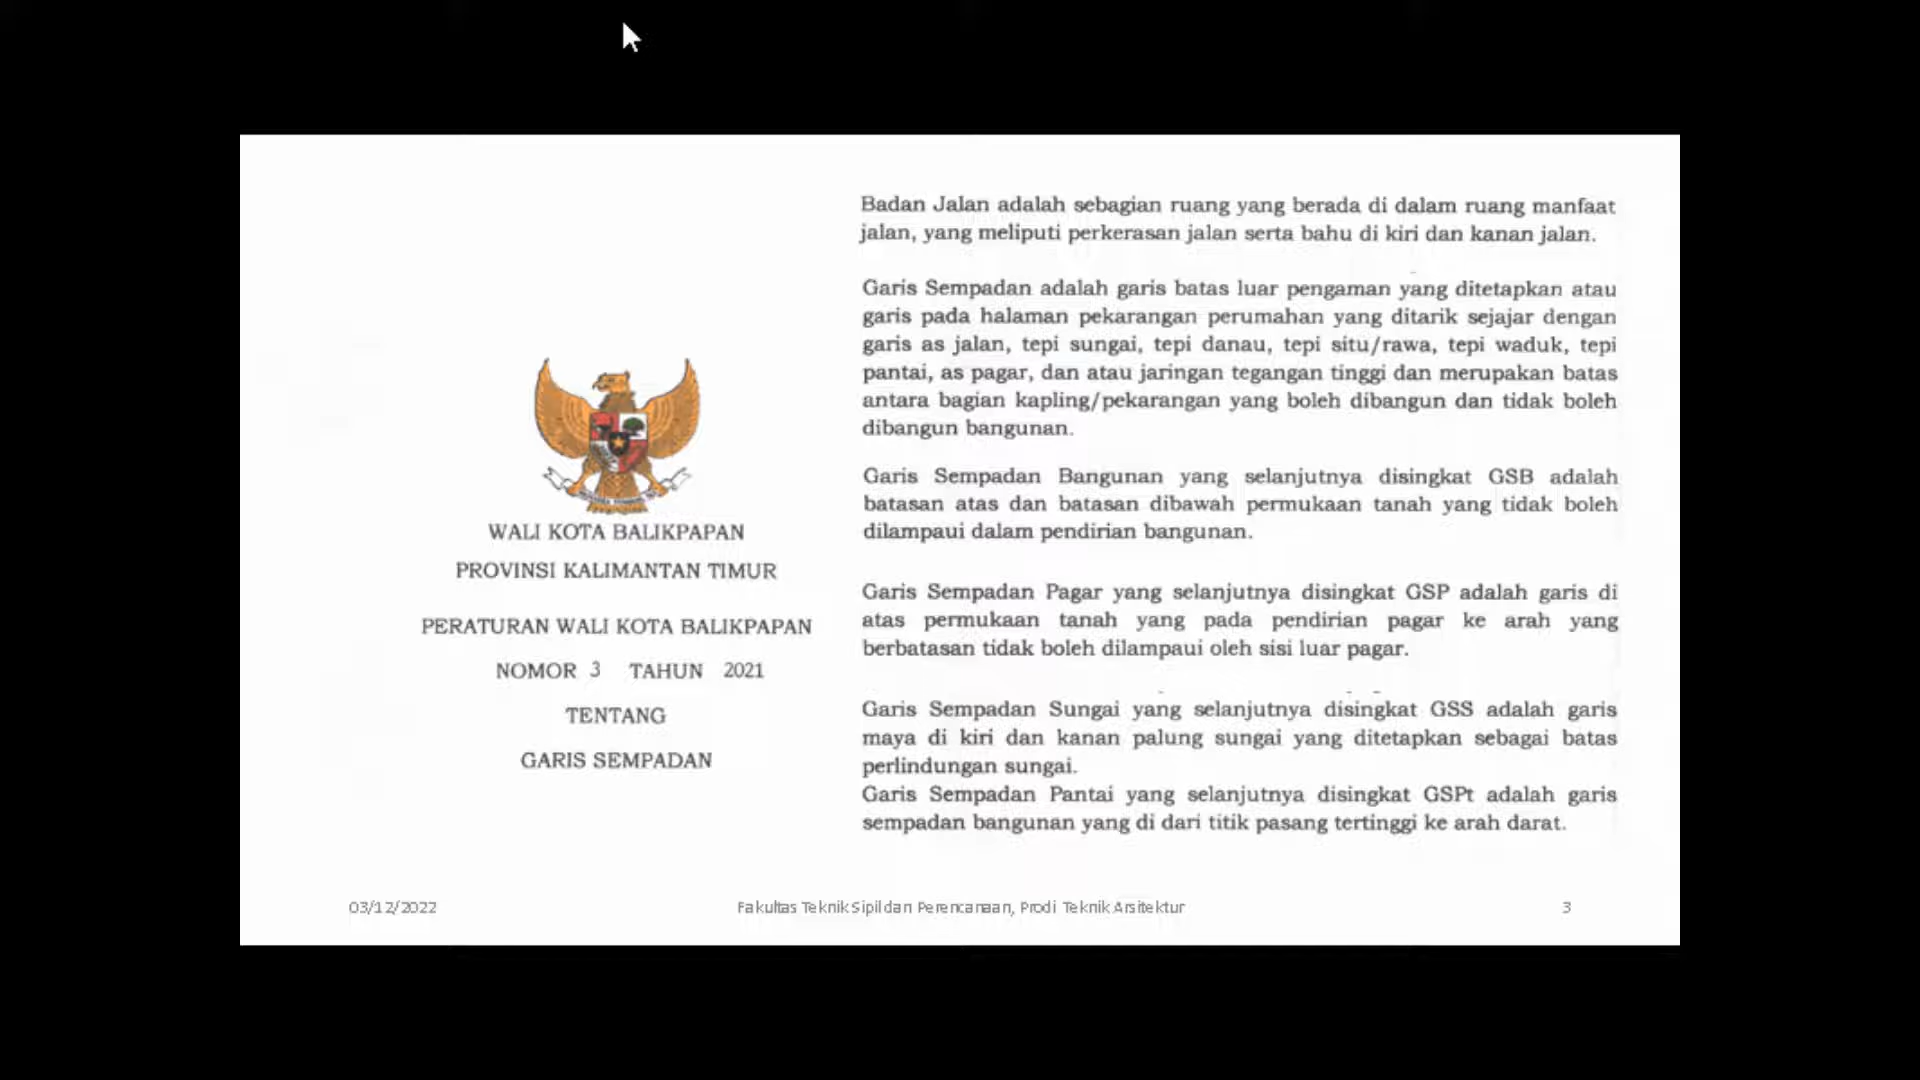 WALI KOTA BALIKPAPAN
PROVINSI KALIMANTAN TIMUR
PERATURAN WALI KOTA BALIKPAPAN
NOMOR 3 TAHUN 2021
TENTANG
GARIS SEMPADAN
Badan Jalan adalah sebagian ruang yang berada di dalam ruang manfaat
jalan, yang meliputi perkerasan jalan serta bahu di kiri dan kanan jalan.
Garis Sempadan adalah garis batas luar pengaman yang ditetapkan atau
garis pada halaman pekarangan perumahan yang ditarik sejajar dengan
garis as jalan, tepi sungai, tepi danau, tepi situ/rawa, tepi waduk, tepi
pantai, as pagar, dan atau jaringan tegangan tinggi dan merupakan batas
antara bagian kapling/pekarangan yang boleh dibangun dan tidak boleh
dibangun bangunan.
Garis Sempadan Bangunan yang selanjutnya disingkat GSB adalah
batasan atas dan batasan dibawah permukaan tanah yang tidak boleh
dilampaui dalam pendirian bangunan.
Garis Sempadan Pagar yang selanjutnya disingkat GSP adalah garis di
atas permukaan tanah yang pada pendirian pagar ke arah yang
berbatasan tidak boleh dilampaui oleh sisi luar pagar.
Garis Sempadan Sungai yang selanjutnya disingkat GSS adalah garis
maya di kiri dan kanan palung sungai yang ditetapkan sebagai batas
perlindungan sungai.
Garis Sempadan Pantai yang selanjutnya disingkat GSPt adalah garis
sempadan bangunan yang di dari titik pasang tertinggi ke arah darat.
03/12/2022
Fakultas Teknik Sipil dan Perencanaan, Prodi Teknik Arsitektur
3